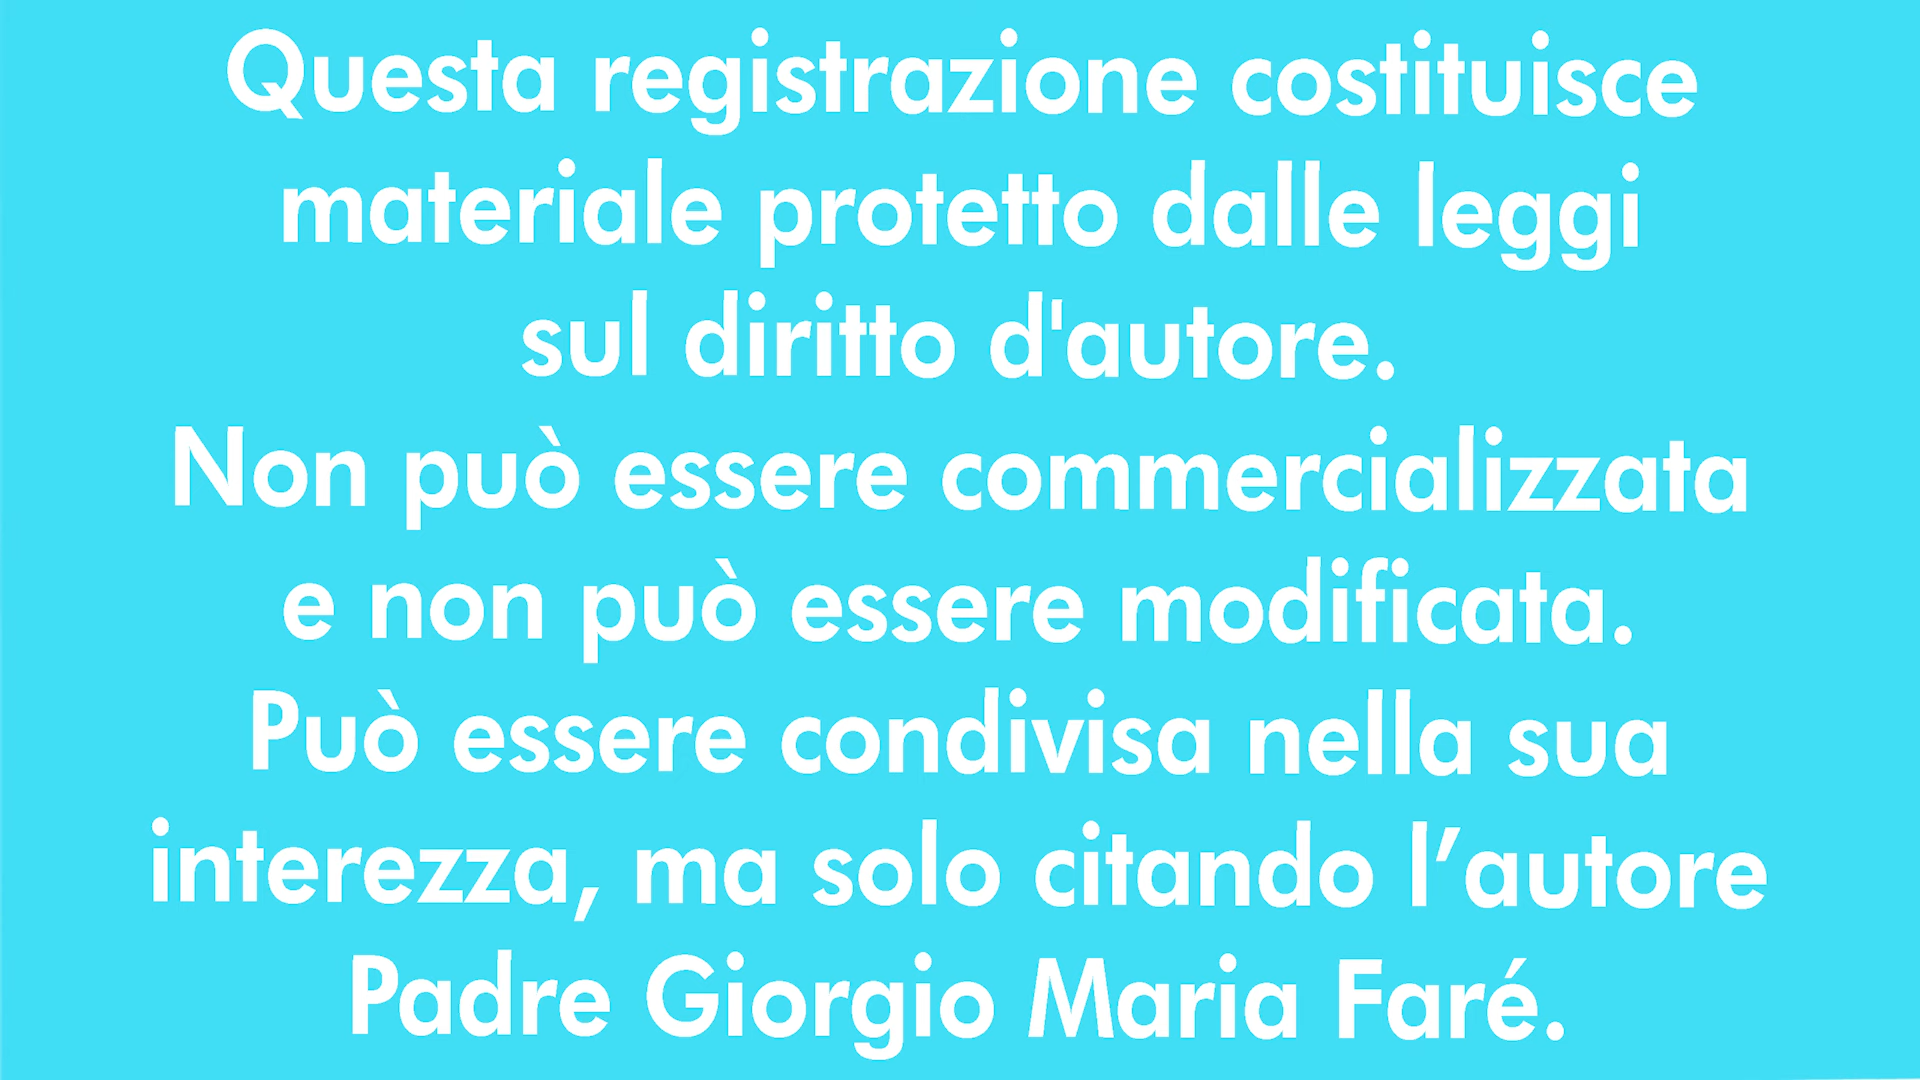 Questa registrazione costituisce
materiale protetto dalle leggi
sul diritto d'autore.
Non può essere commercializzata
e non può essere modificata.
Può essere condivisa nella sua
interezza, ma solo citando l’autore
Padre Giorgio Maria Faré.